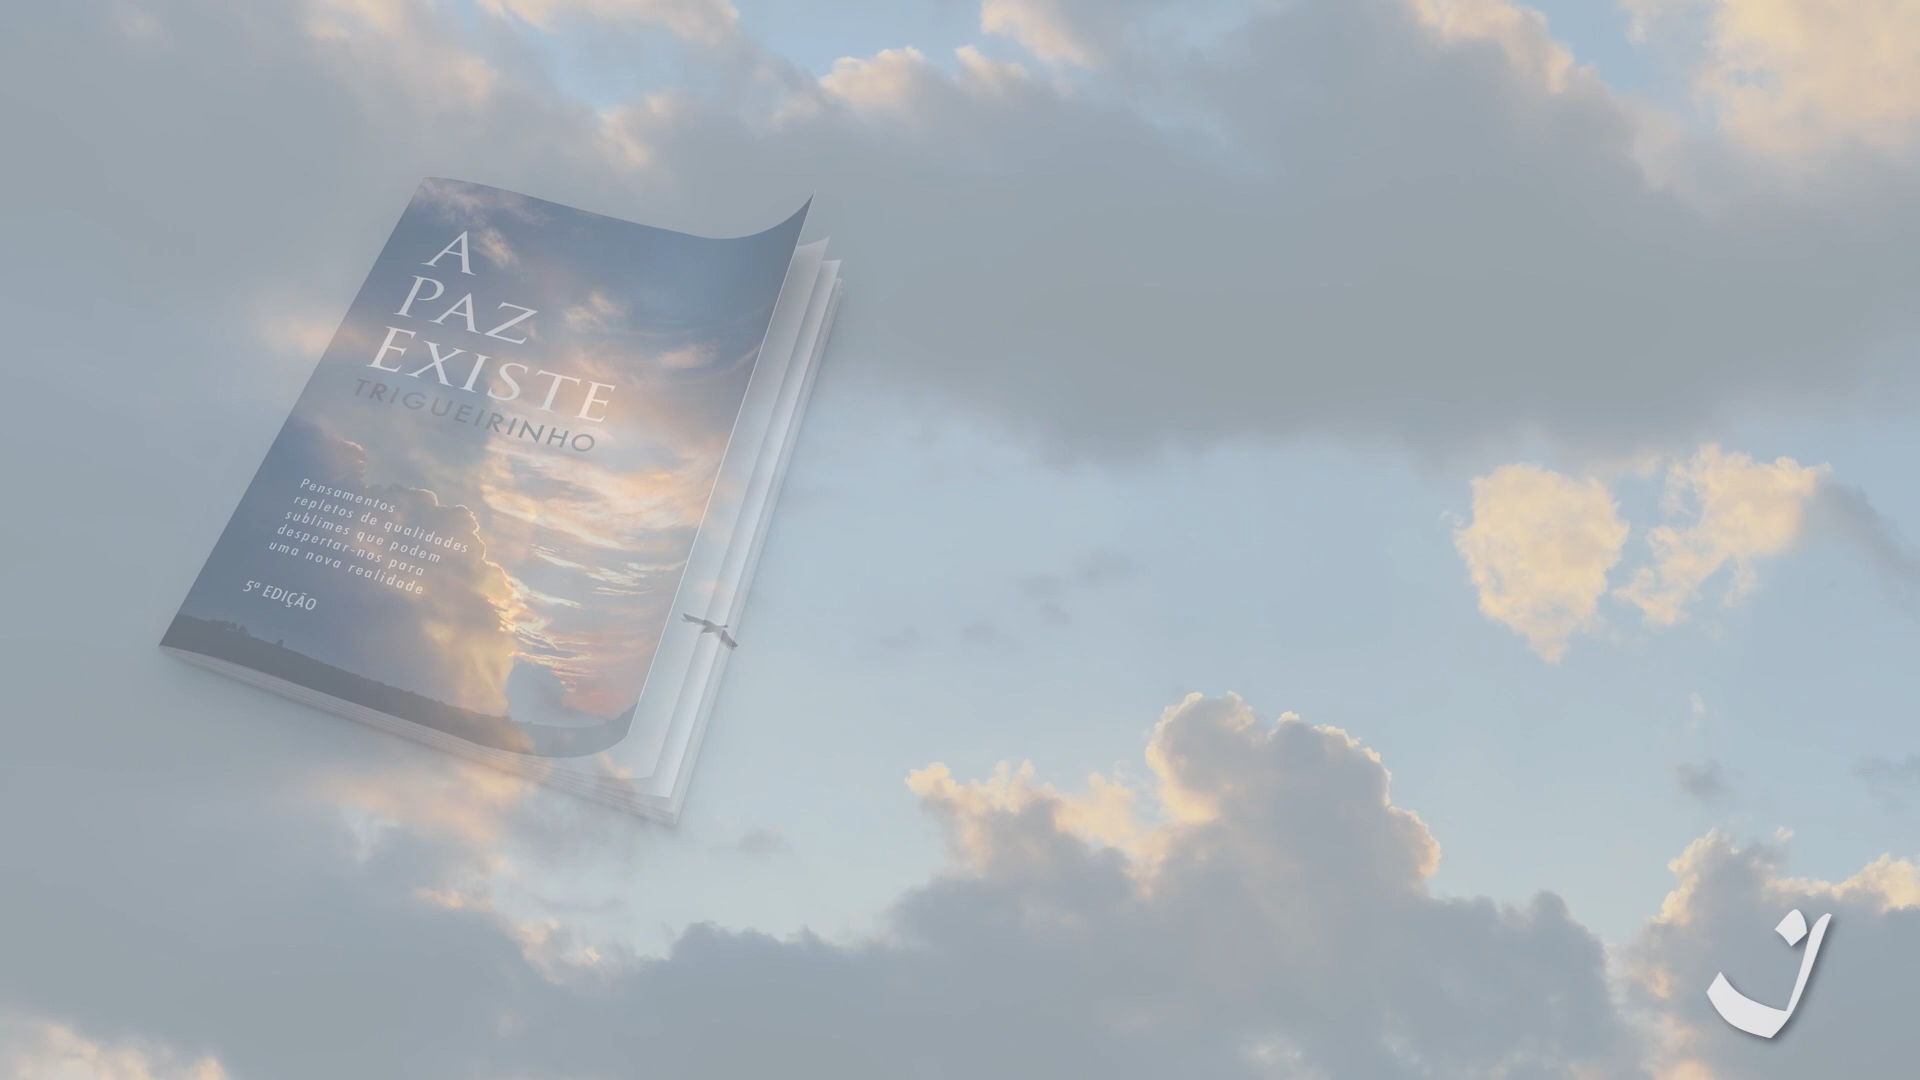 A
PAZ
EXISTE
TRIGUEIRINHO
Pensamentos
repletos de qualidades
sublimes que podem
despertar-nos para
uma nova realidade
5ª EDIÇÃO